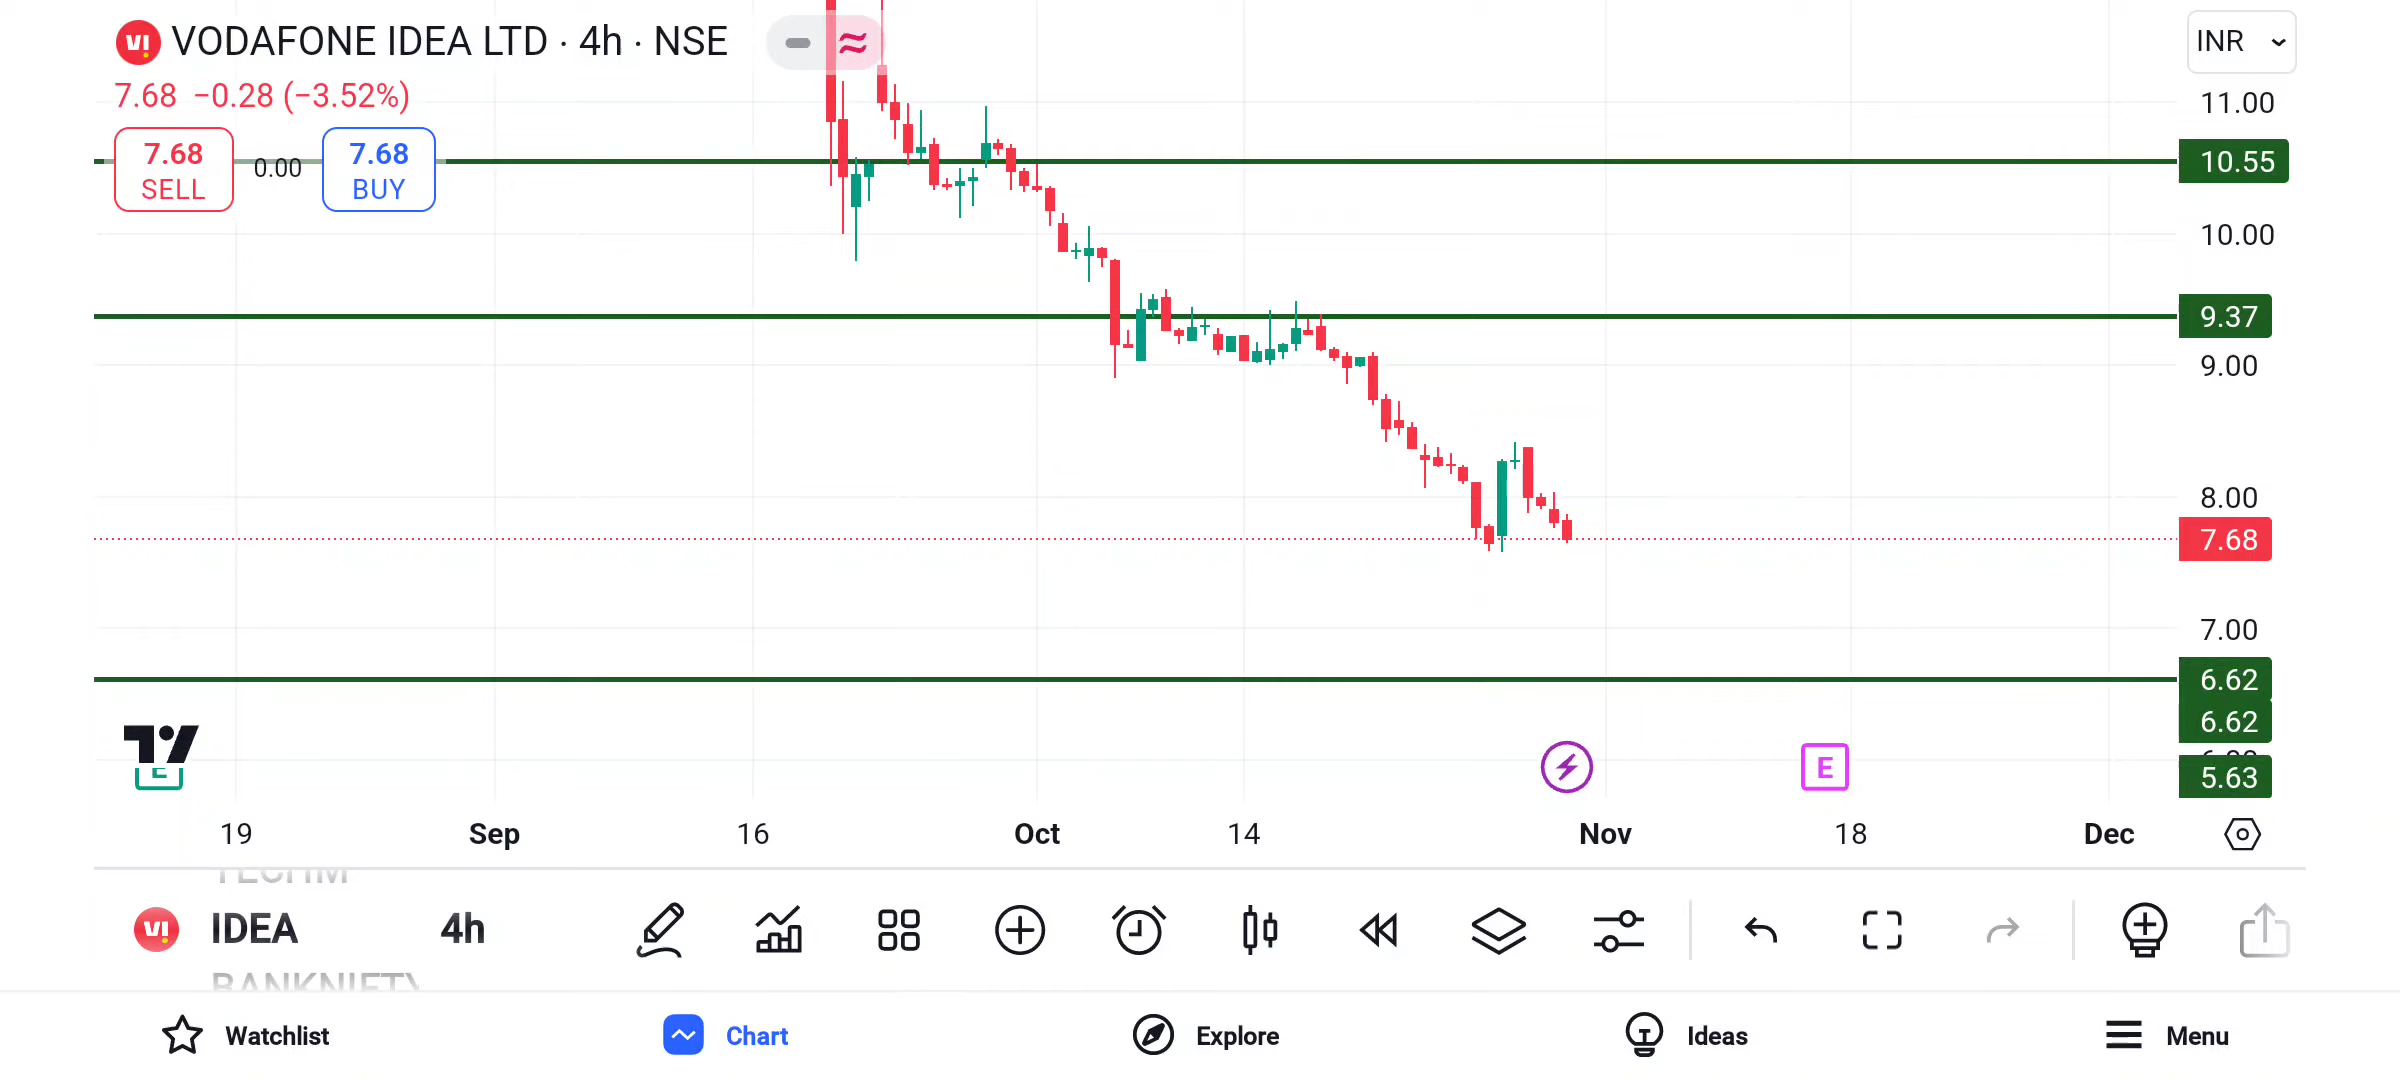 VODAFONE IDEA LTD · 4h · NSE
INR
7.68 −0.28 (−3.52%)
7.68
SELL
0.00
7.68
BUY
11.00
10.55
10.00
9.37
9.00
8.00
7.68
7.00
6.62
6.62
5.63
E
E
19 Sep 16 Oct 14 Nov 18 Dec
TECHM
IDEA 4h
BANKNIFTY
Watchlist Chart Explore Ideas Menu